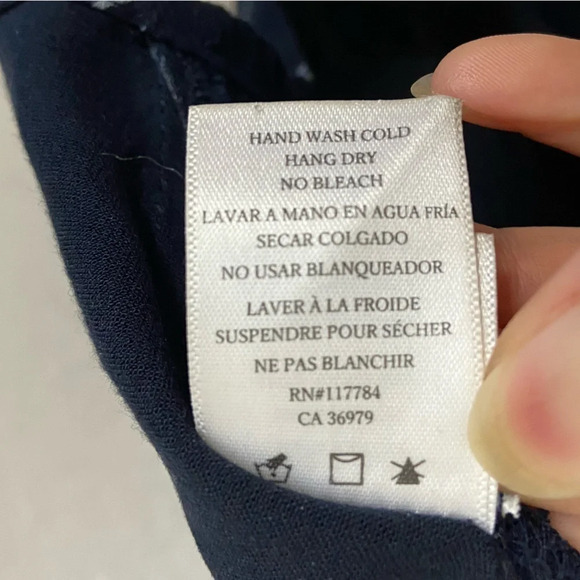 HAND WASH COLD
HANG DRY
NO BLEACH
LAVAR A MANO EN AGUA FRÍA
SECAR COLGADO
NO USAR BLANQUEADOR
LAVER À LA FROIDE
SUSPENDRE POUR SÉCHER
NE PAS BLANCHIR
RN#117784
CA 36979